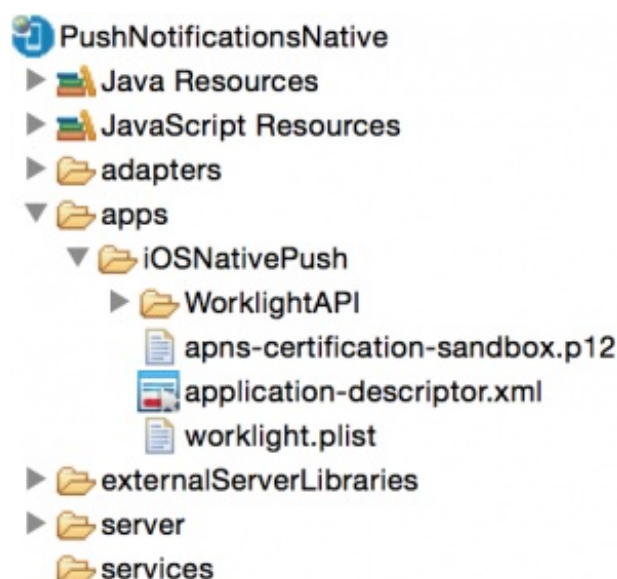 PushNotificationsNative
Java Resources
JavaScript Resources
adapters
apps
iOSNativePush
WorklightAPI
apns-certification-sandbox.p12
application-descriptor.xml
worklight.plist
externalServerLibraries
server
services